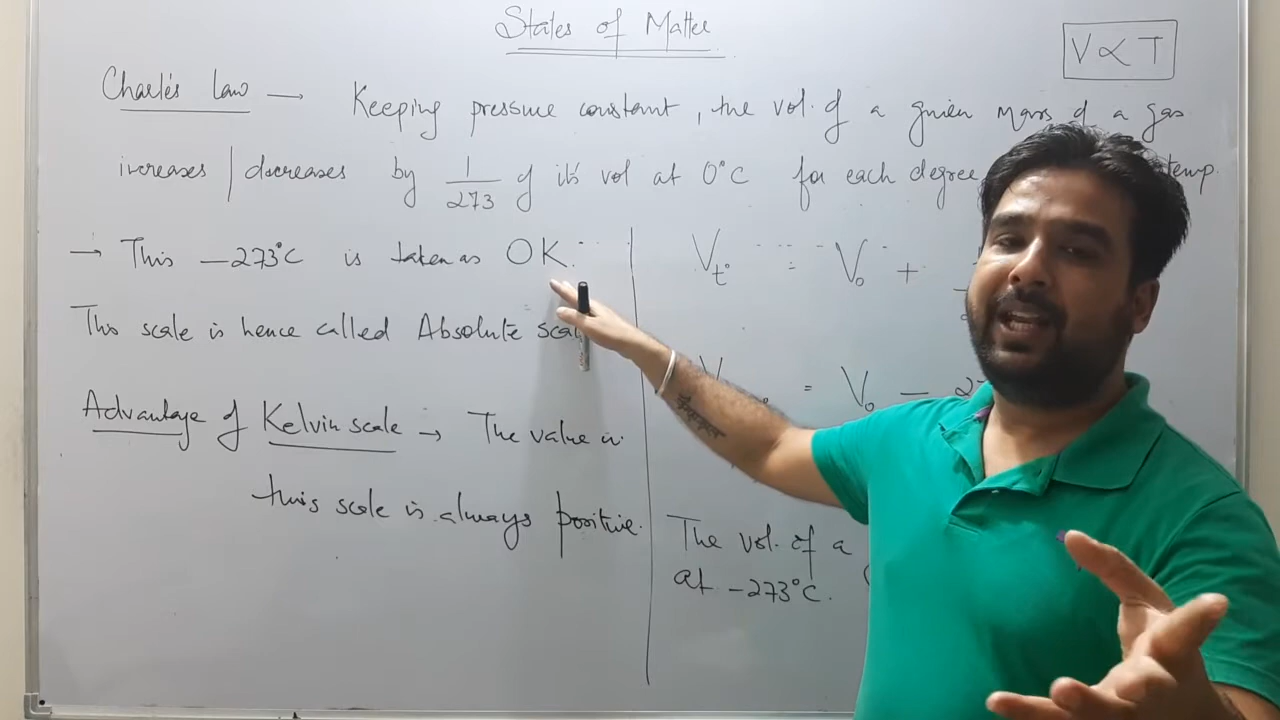 States of Matter
V ∝ T
Charle's Law → Keeping pressure constant, the vol. of a given mass of a gas
increases / decreases by 1/273 of it's vol at 0°C for each degree temp.
→ This –273°C is taken as OK.
This scale is hence called Absolute
Advantage of Kelvin scale → The value in
this scale is always positive.
Vt° = V₀ +
= V₀ –
The vol. of a
at –273°C.